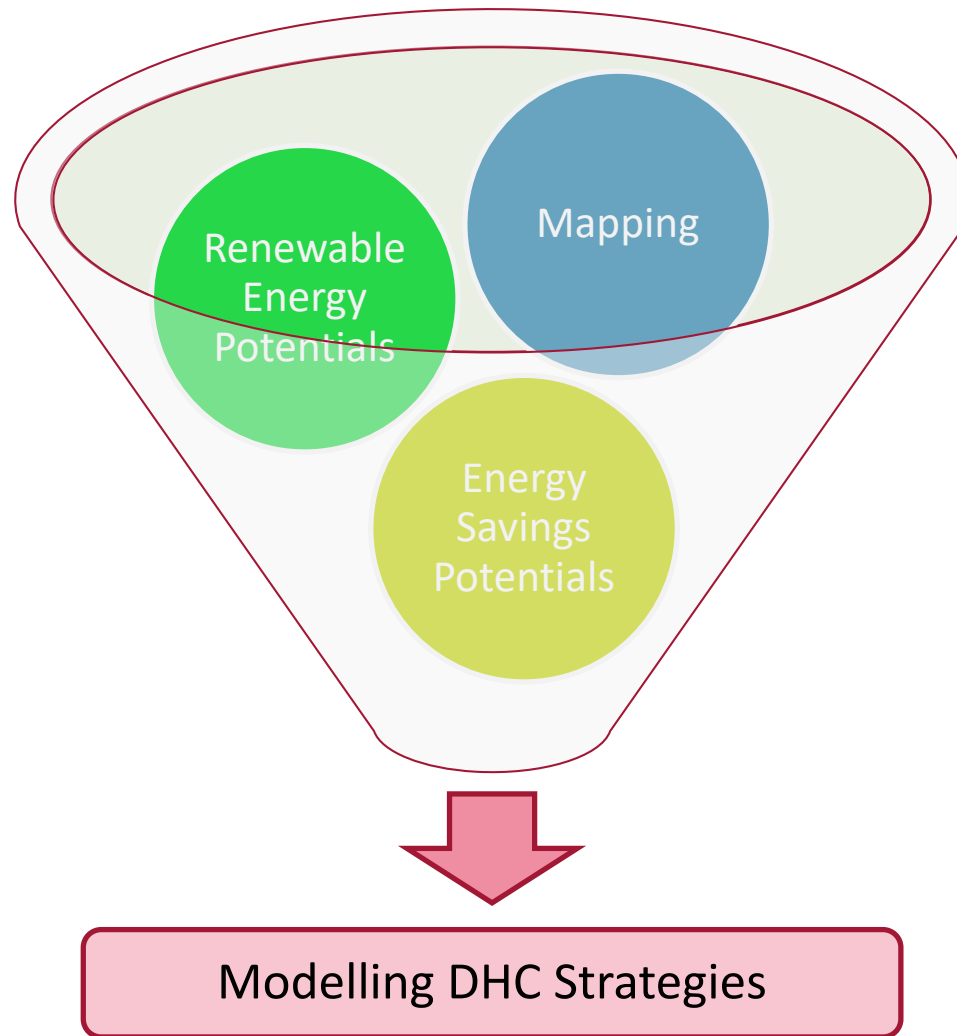 Renewable
Energy
Potentials
Mapping
Energy
Savings
Potentials
Modelling DHC Strategies